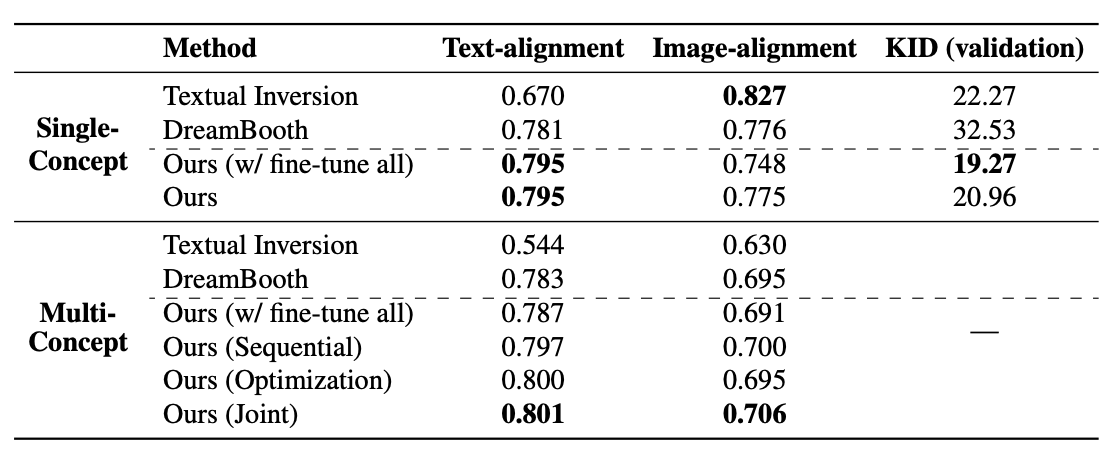 Method Text-alignment Image-alignment KID (validation)
Single-Concept
Textual Inversion 0.670 0.827 22.27
DreamBooth 0.781 0.776 32.53
Ours (w/ fine-tune all) 0.795 0.748 19.27
Ours 0.795 0.775 20.96
Multi-Concept
Textual Inversion 0.544 0.630
DreamBooth 0.783 0.695
Ours (w/ fine-tune all) 0.787 0.691
—
Ours (Sequential) 0.797 0.700
Ours (Optimization) 0.800 0.695
Ours (Joint) 0.801 0.706